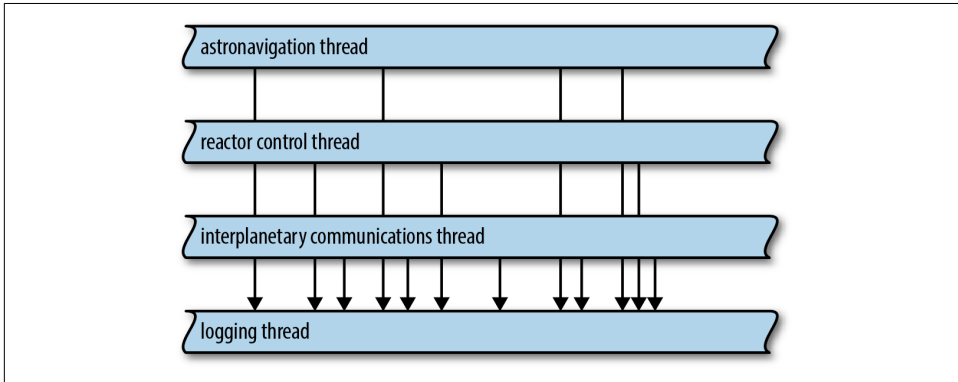 astronavigation thread
reactor control thread
interplanetary communications thread
logging thread